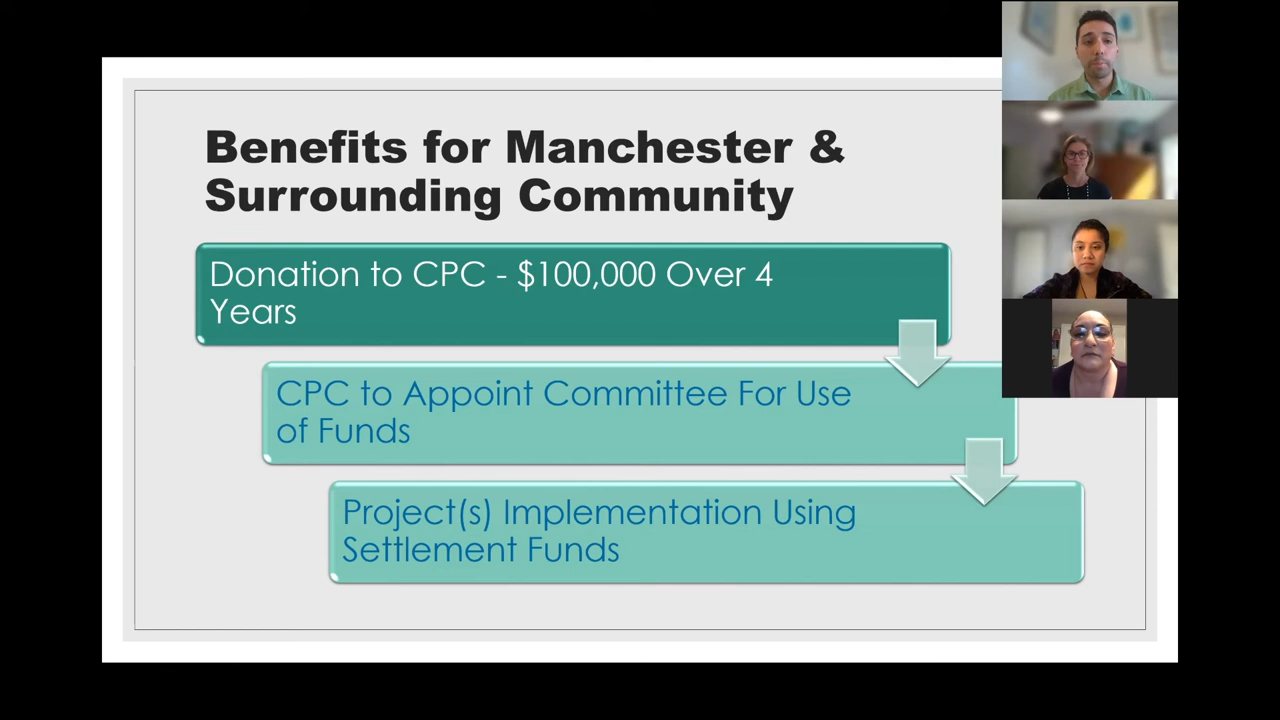 Benefits for Manchester &
Surrounding Community
Donation to CPC - $100,000 Over 4
Years
CPC to Appoint Committee For Use
of Funds
Project(s) Implementation Using
Settlement Funds